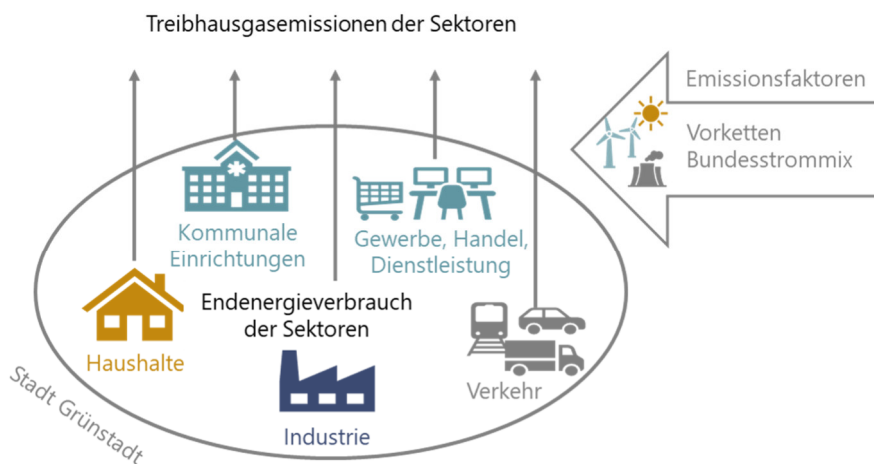 Treibhausgasemissionen der Sektoren
Emissionsfaktoren
Vorketten
Bundesstrommix
Kommunale
Einrichtungen
Gewerbe, Handel,
Dienstleistung
Endenergieverbrauch
der Sektoren
Haushalte
Verkehr
Industrie
Stadt Grünstadt